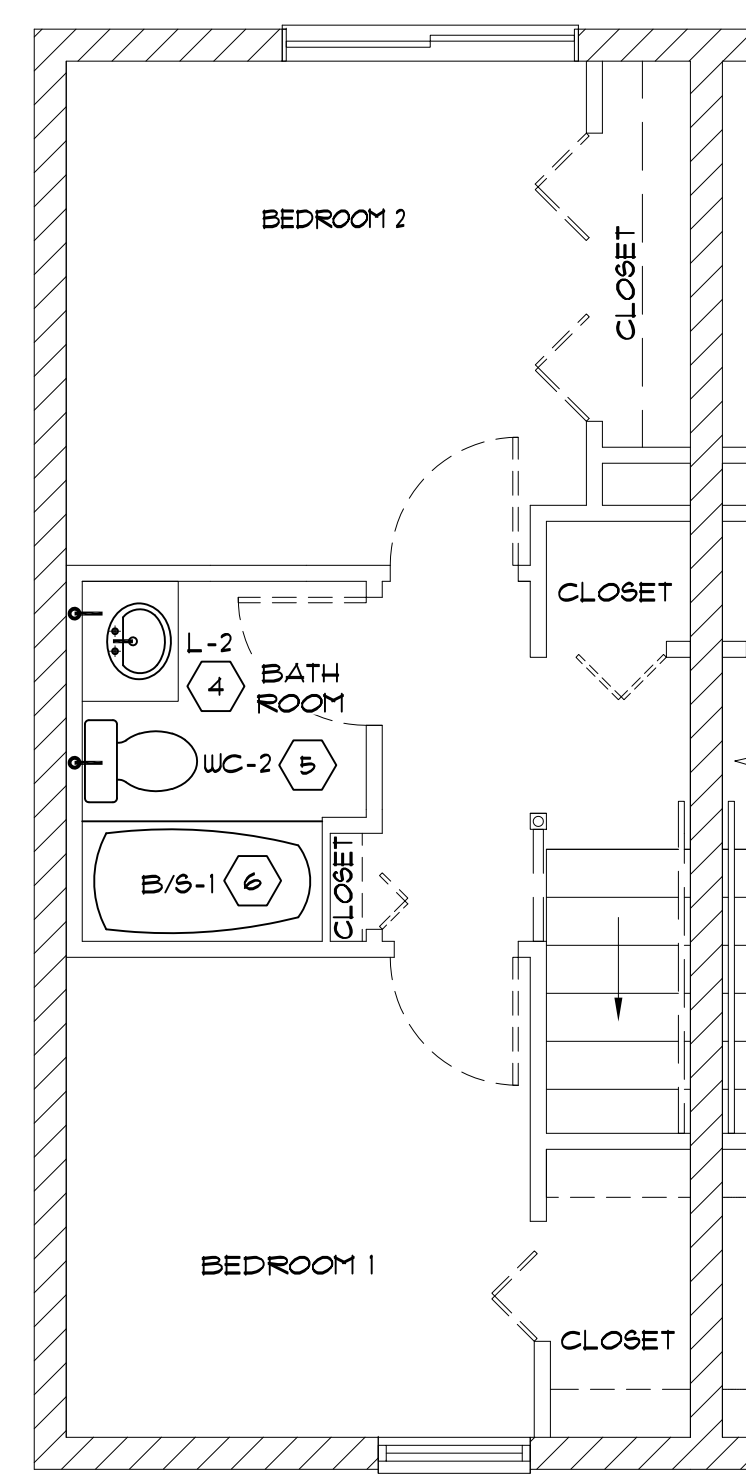 BEDROOM 2
CLOSET
CLOSET
L-2
4
BATH
ROOM
WC-2
5
B/S-1
6
CLOSET
BEDROOM 1
CLOSET